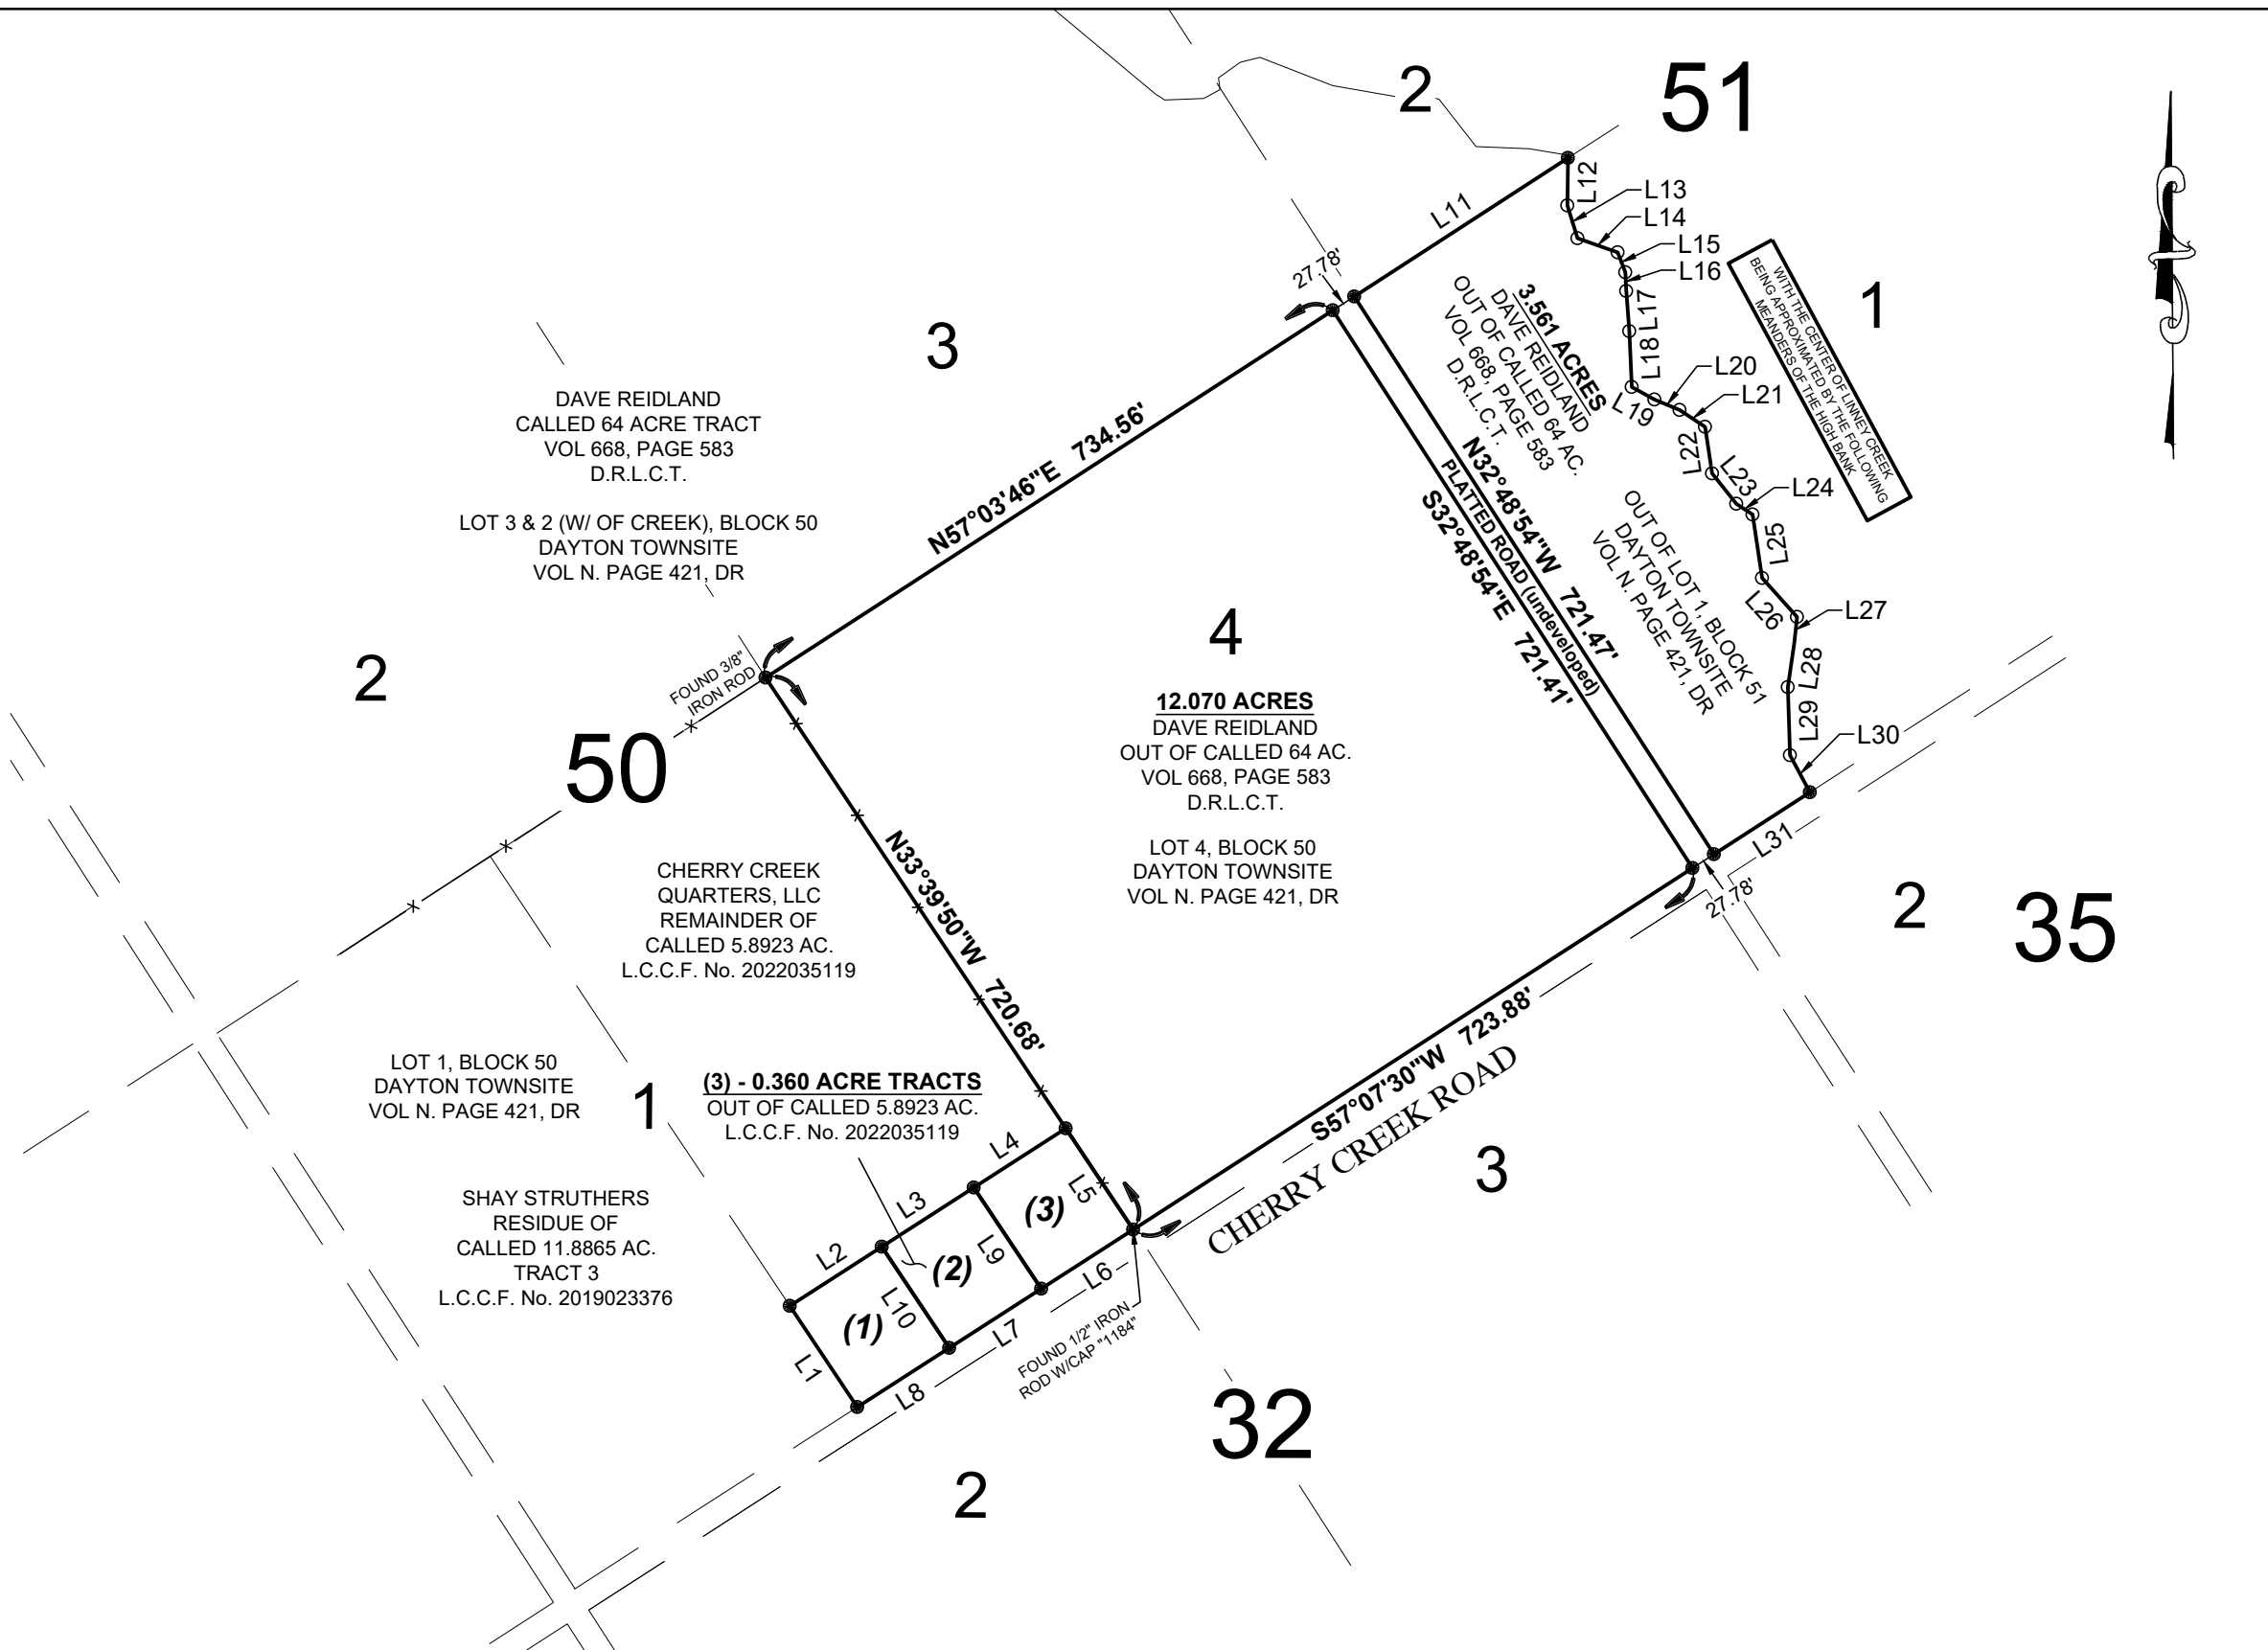 2
51
L12
L13
L14
L15
L16
L17
L18
L19
L20
L21
L22
L23
L24
L25
L26
L27
L28
L29
L30
L31
L11
27.78'
1
WITH THE CENTER OF LINNEY CREEK
BEING APPROXIMATED BY THE FOLLOWING
MEANDERS OF THE HIGH BANK
3.561 ACRES
DAVE REIDLAND
OUT OF CALLED 64 AC.
VOL 668, PAGE 583
D.R.L.C.T.
OUT OF LOT 1, BLOCK 51
DAYTON TOWNSITE
VOL N. PAGE 421, DR
3
DAVE REIDLAND
CALLED 64 ACRE TRACT
VOL 668, PAGE 583
D.R.L.C.T.
LOT 3 & 2 (W/ OF CREEK), BLOCK 50
DAYTON TOWNSITE
VOL N. PAGE 421, DR
N57°03'46"E 734.56'
N32°48'54"W 721.47'
PLATTED ROAD (undeveloped)
S32°48'54"E 721.41'
2
FOUND 3/8"
IRON ROD
50
4
12.070 ACRES
DAVE REIDLAND
OUT OF CALLED 64 AC.
VOL 668, PAGE 583
D.R.L.C.T.
LOT 4, BLOCK 50
DAYTON TOWNSITE
VOL N. PAGE 421, DR
27.78'
2
35
CHERRY CREEK
QUARTERS, LLC
REMAINDER OF
CALLED 5.8923 AC.
L.C.C.F. No. 2022035119
N33°39'50"W 720.68'
S57°07'30"W 723.88'
CHERRY CREEK ROAD
3
LOT 1, BLOCK 50
DAYTON TOWNSITE
VOL N. PAGE 421, DR
1
(3) - 0.360 ACRE TRACTS
OUT OF CALLED 5.8923 AC.
L.C.C.F. No. 2022035119
SHAY STRUTHERS
RESIDUE OF
CALLED 11.8865 AC.
TRACT 3
L.C.C.F. No. 2019023376
L4
L3
L2
L5
L9
L10
L1
(3)
(2)
(1)
L6
L7
L8
FOUND 1/2" IRON
ROD W/CAP "1184"
32
2